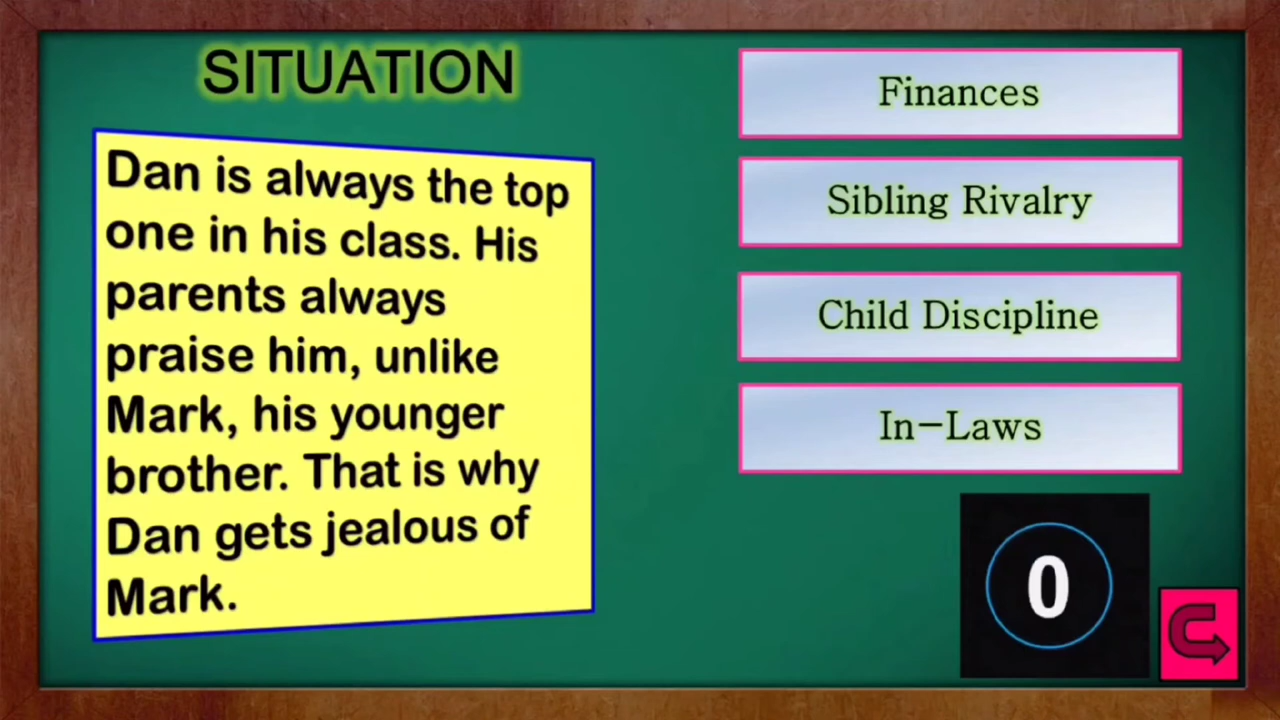 SITUATION
Dan is always the top
one in his class. His
parents always
praise him, unlike
Mark, his younger
brother. That is why
Dan gets jealous of
Mark.
Finances
Sibling Rivalry
Child Discipline
In-Laws
0